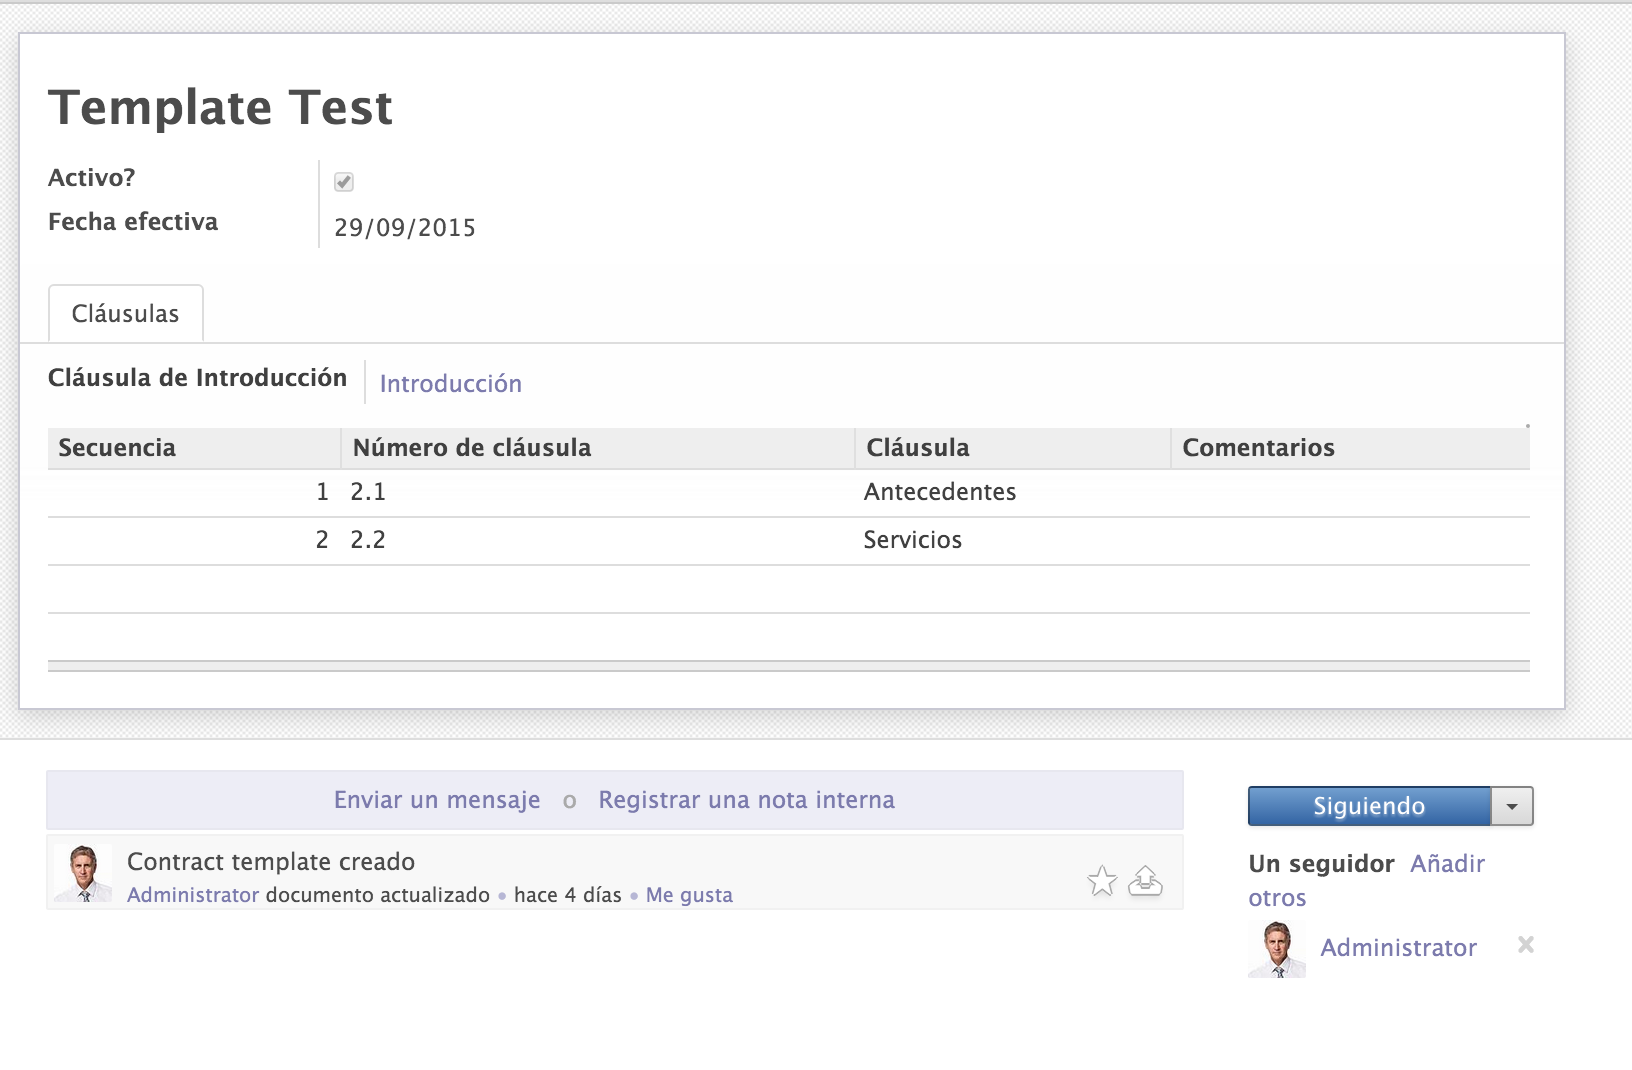 Template Test
Activo?
Fecha efectiva 29/09/2015
Cláusulas
Cláusula de Introducción Introducción
Secuencia Número de cláusula Cláusula Comentarios
1 2.1 Antecedentes
2 2.2 Servicios
Enviar un mensaje o Registrar una nota interna
Siguiendo
Contract template creado
Administrator documento actualizado • hace 4 días • Me gusta
Un seguidor Añadir
otros
Administrator ×